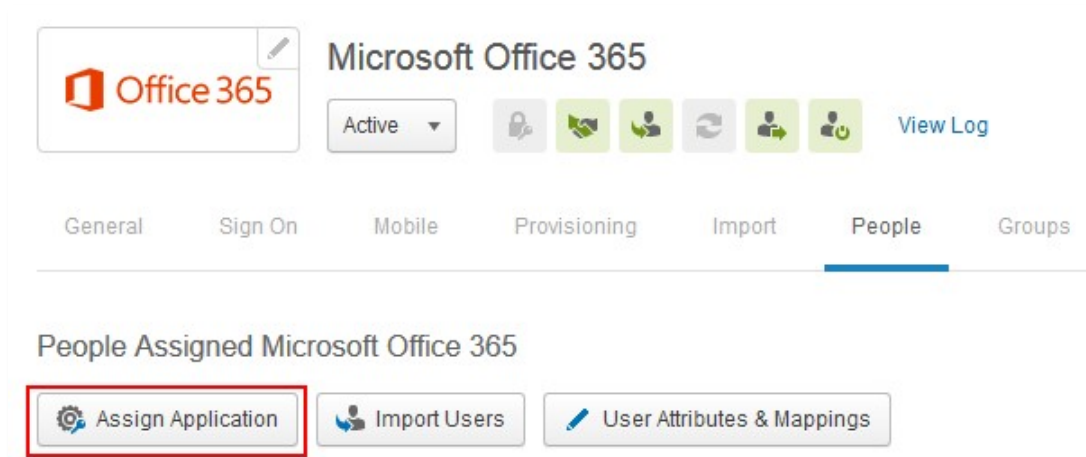 Office 365
Microsoft Office 365
Active
View Log
General Sign On Mobile Provisioning Import People Groups
People Assigned Microsoft Office 365
Assign Application Import Users User Attributes & Mappings